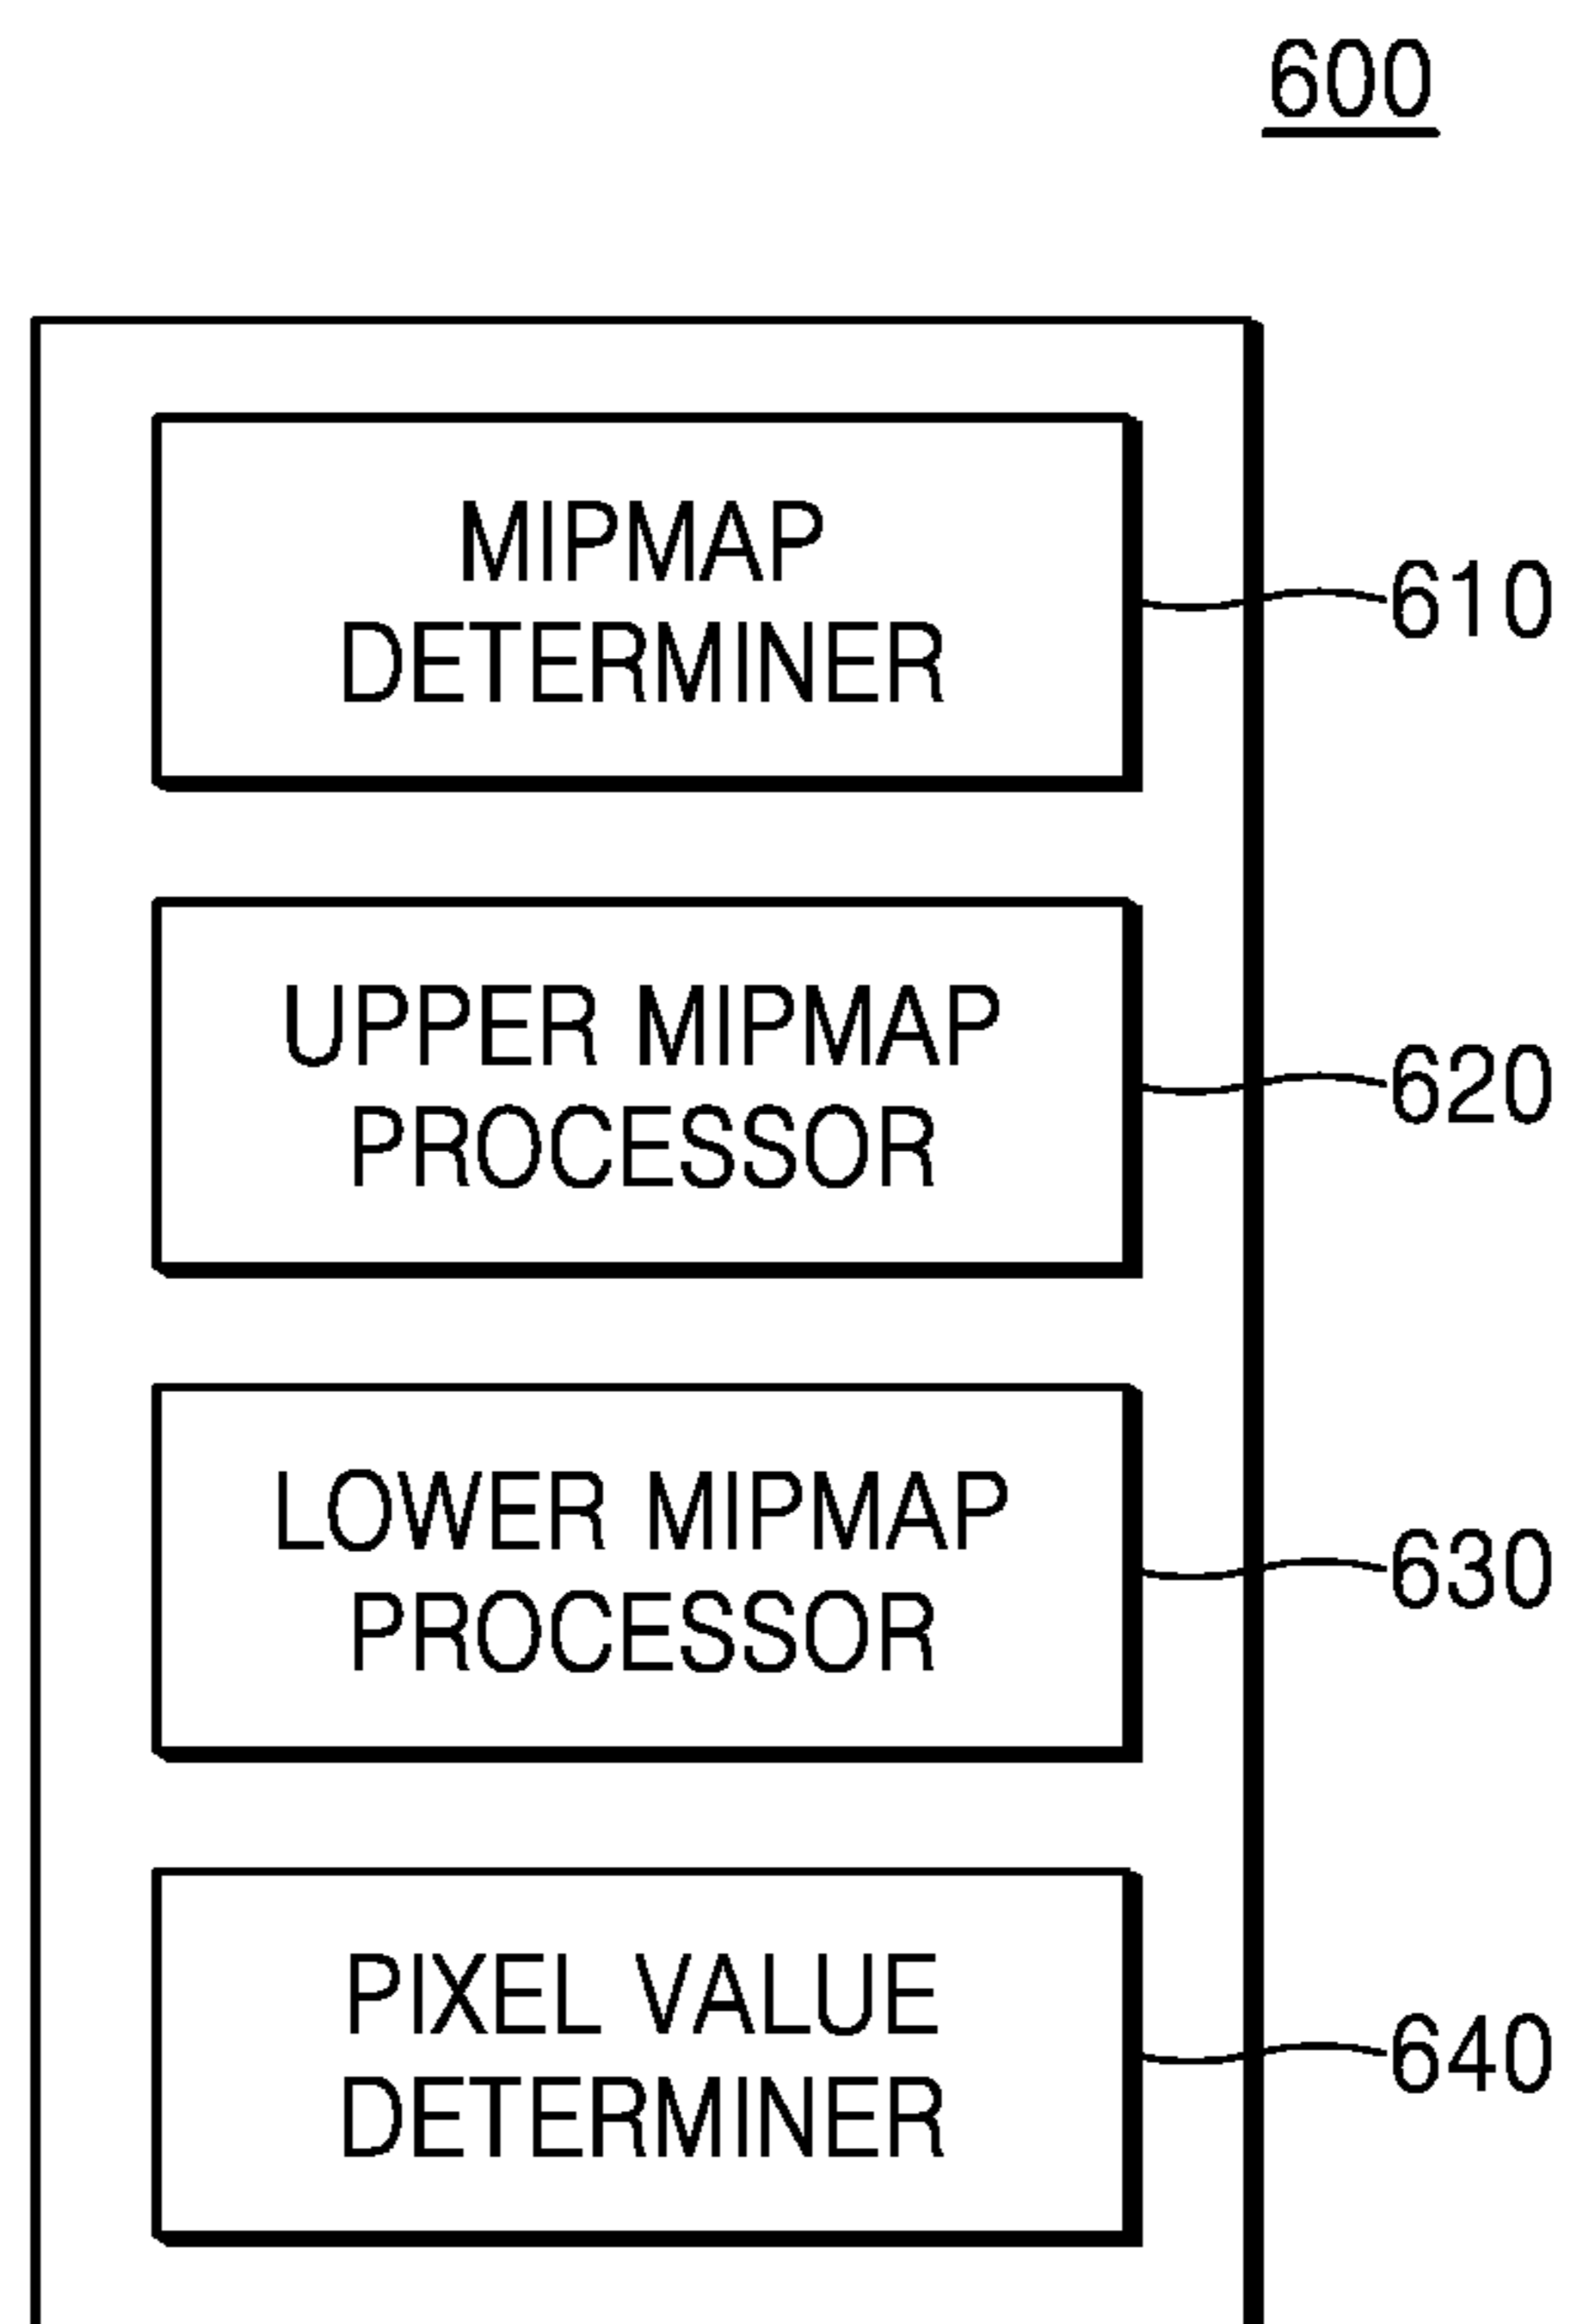 600
MIPMAP
DETERMINER
610
UPPER MIPMAP
PROCESSOR
620
LOWER MIPMAP
PROCESSOR
630
PIXEL VALUE
DETERMINER
640